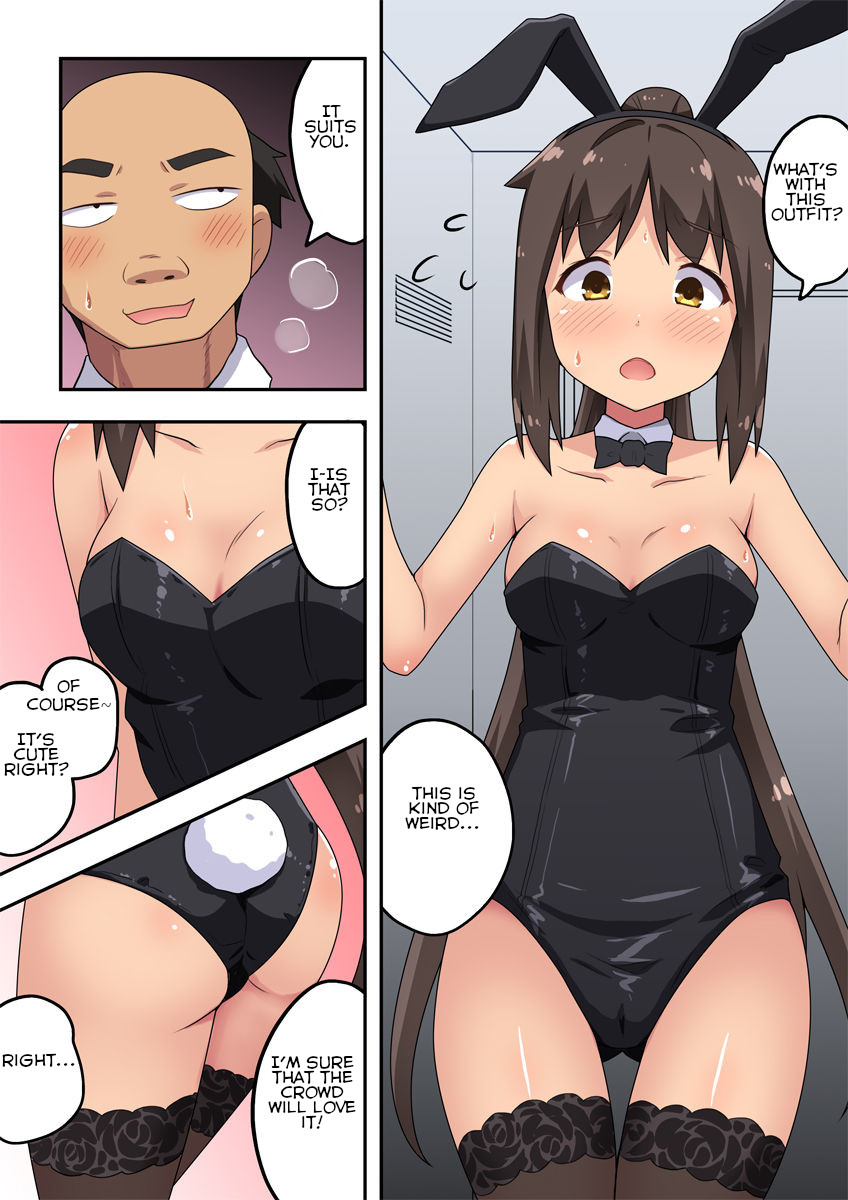 WHAT'S
WITH
THIS
OUTFIT?
THIS IS
KIND OF
WEIRD...
IT
SUITS
YOU.
I-IS
THAT
SO?
OF
COURSE~
IT'S
CUTE
RIGHT?
I'M SURE
THAT THE
CROWD
WILL LOVE
IT!
RIGHT...